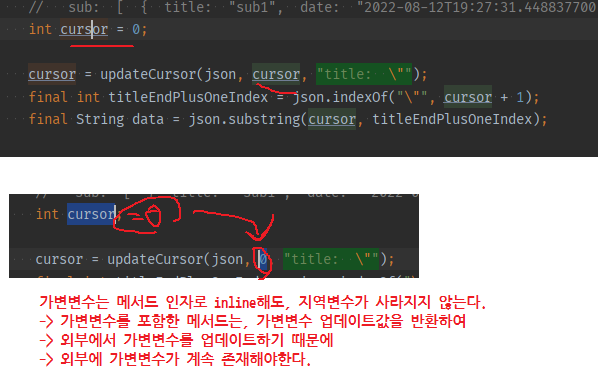 // sub: [ { title: "sub1", date: "2022-08-12T19:27:31.448837700
int cursor = 0;
cursor = updateCursor(json, cursor, "title: \"");
final int titleEndPlusOneIndex = json.indexOf("\"", cursor + 1);
final String data = json.substring(cursor, titleEndPlusOneIndex);
int cursor; =0
cursor = updateCursor(json, 0 "title: \"");
가변변수는 메서드 인자로 inline해도, 지역변수가 사라지지 않는다.
-> 가변변수를 포함한 메서드는, 가변변수 업데이트값을 반환하여
-> 외부에서 가변변수를 업데이트하기 때문에
-> 외부에 가변변수가 계속 존재해야한다.